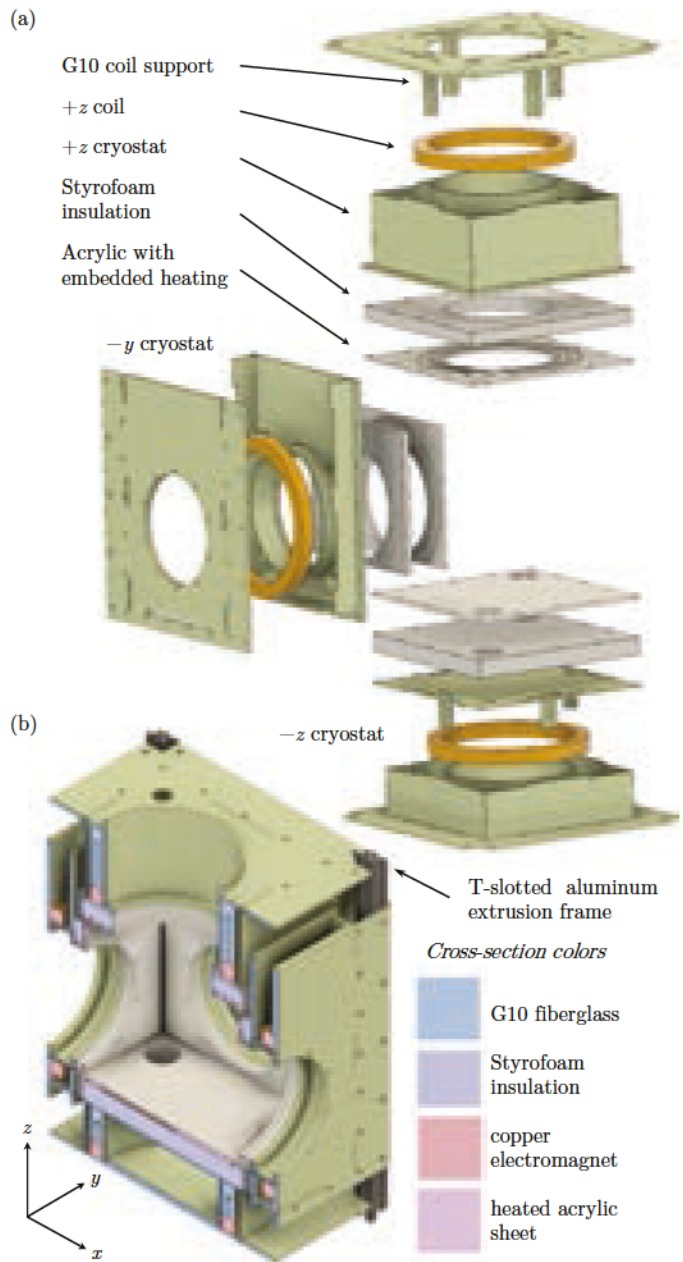 (a)
G10 coil support
+z coil
+z cryostat
Styrofoam
insulation
Acrylic with
embedded heating
−y cryostat
(b)
−z cryostat
T-slotted aluminum
extrusion frame
Cross-section colors
G10 fiberglass
Styrofoam
insulation
copper
electromagnet
heated acrylic
sheet
z
y
x